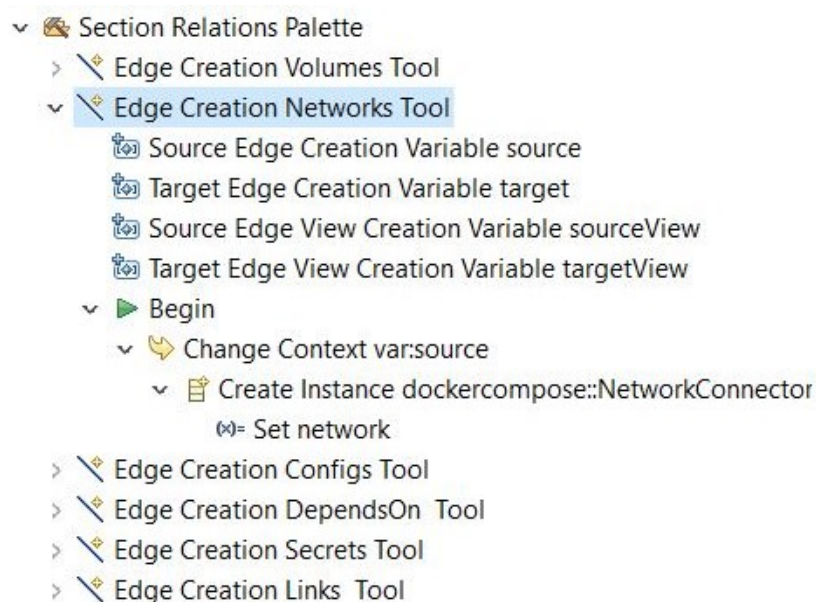 Section Relations Palette
Edge Creation Volumes Tool
Edge Creation Networks Tool
Source Edge Creation Variable source
Target Edge Creation Variable target
Source Edge View Creation Variable sourceView
Target Edge View Creation Variable targetView
Begin
Change Context var:source
Create Instance dockercompose::NetworkConnector
(x)= Set network
Edge Creation Configs Tool
Edge Creation DependsOn  Tool
Edge Creation Secrets Tool
Edge Creation Links  Tool